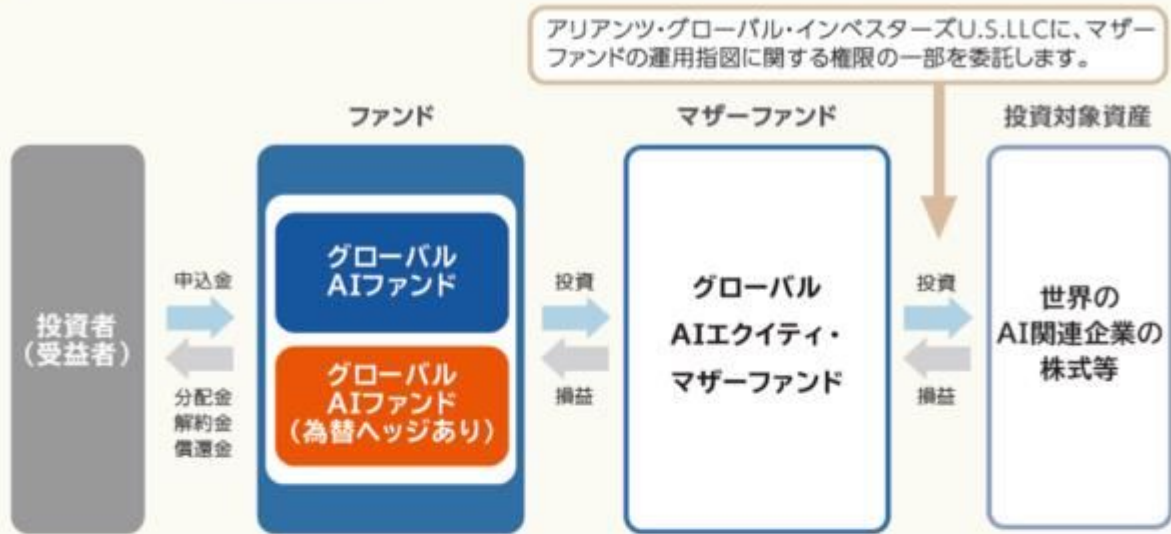 アリアンツ・グローバル・インベスターズU.S.LLCに、マザー
ファンドの運用指図に関する権限の一部を委託します。
ファンド
マザーファンド
投資対象資産
投資者
(受益者)
申込金
分配金
解約金
償還金
グローバル
AIファンド
グローバル
AIファンド
(為替ヘッジあり)
投資
損益
グローバル
AIエクイティ・
マザーファンド
投資
損益
世界の
AI関連企業の
株式等